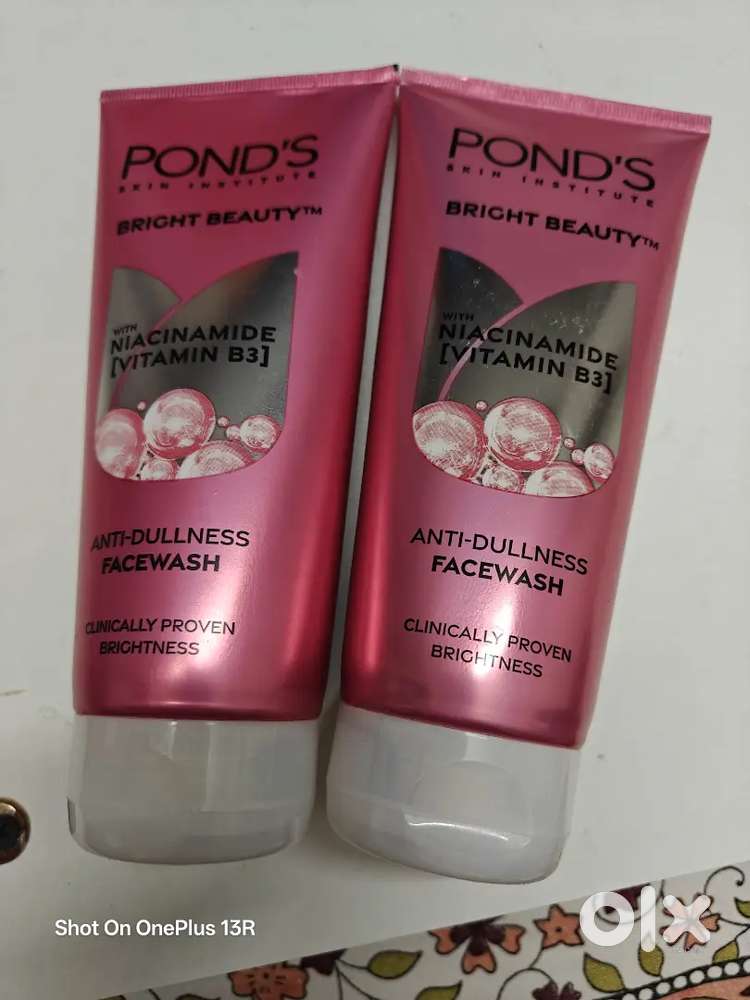 POND'S
SKIN INSTITUTE
BRIGHT BEAUTY™
WITH
NIACINAMIDE
[VITAMIN B3]
ANTI-DULLNESS
FACEWASH
CLINICALLY PROVEN
BRIGHTNESS
POND'S
SKIN INSTITUTE
BRIGHT BEAUTY™
WITH
NIACINAMIDE
[VITAMIN B3]
ANTI-DULLNESS
FACEWASH
CLINICALLY PROVEN
BRIGHTNESS
Shot On OnePlus 13R
olx